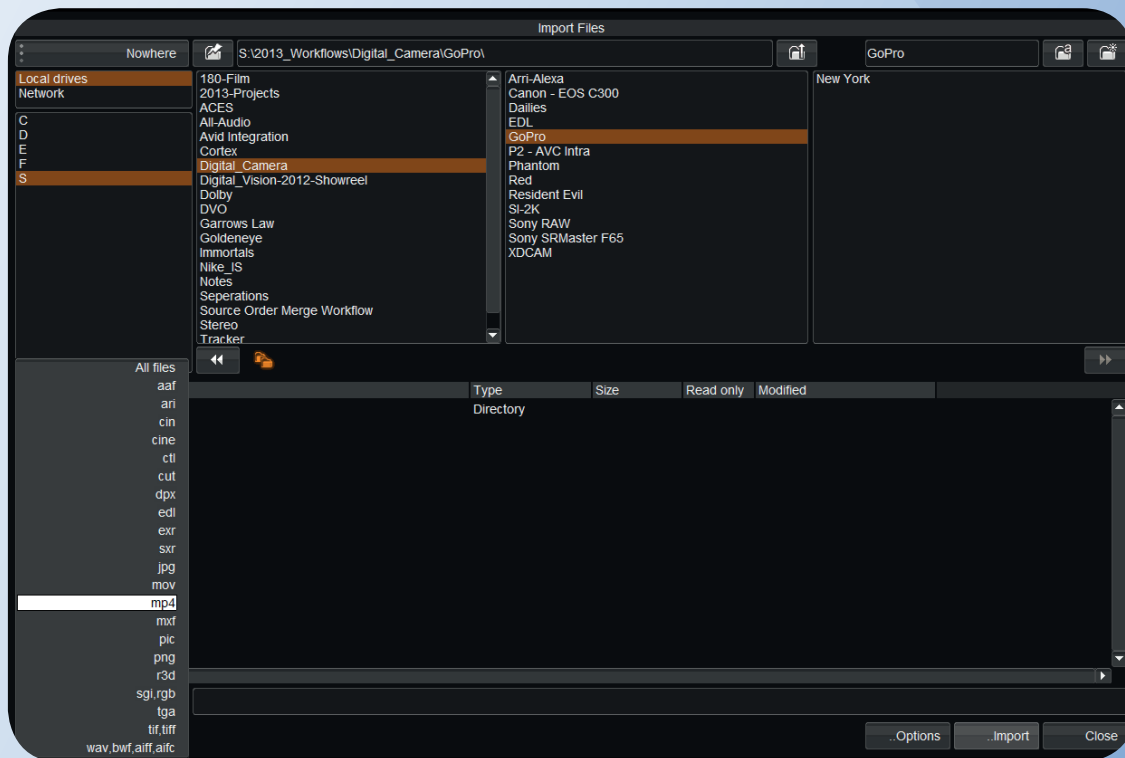 Import Files
Nowhere
S:\2013_Workflows\Digital_Camera\GoPro\
GoPro
Local drives
Network
C
D
E
F
S
180-Film
2013-Projects
ACES
All-Audio
Avid Integration
Cortex
Digital_Camera
Digital_Vision-2012-Showreel
Dolby
DVO
Garrows Law
Goldeneye
Immortals
Nike_IS
Notes
Seperations
Source Order Merge Workflow
Stereo
Tracker
Arri-Alexa
Canon - EOS C300
Dailies
EDL
GoPro
P2 - AVC Intra
Phantom
Red
Resident Evil
SI-2K
Sony RAW
Sony SRMaster F65
XDCAM
New York
All files
aaf
ari
cin
cine
ctl
cut
dpx
edl
exr
sxr
jpg
mov
mp4
mxf
pic
png
r3d
sgi,rgb
tga
tif,tiff
wav,bwf,aiff,aifc
Type Size Read only Modified
Directory
..Options ..Import Close